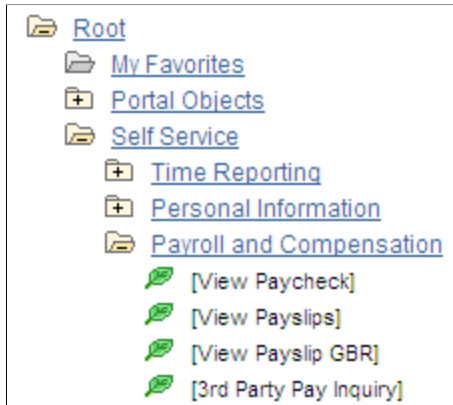 Root
My Favorites
Portal Objects
Self Service
Time Reporting
Personal Information
Payroll and Compensation
[View Paycheck]
[View Payslips]
[View Payslip GBR]
[3rd Party Pay Inquiry]